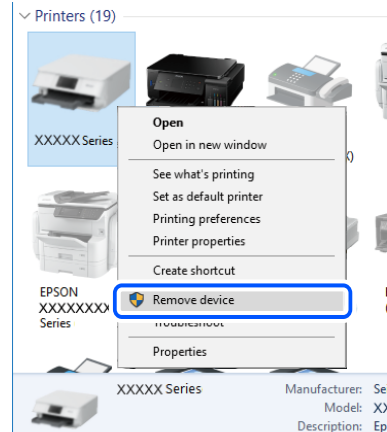 Printers (19)
XXXXX Series
Open
Open in new window
See what's printing
Set as default printer
Printing preferences
Printer properties
Create shortcut
Remove device
Troubleshoot
Properties
EPSON
XXXXXXXX
Series
XXXXX Series
Manufacturer:
Model:
Description: